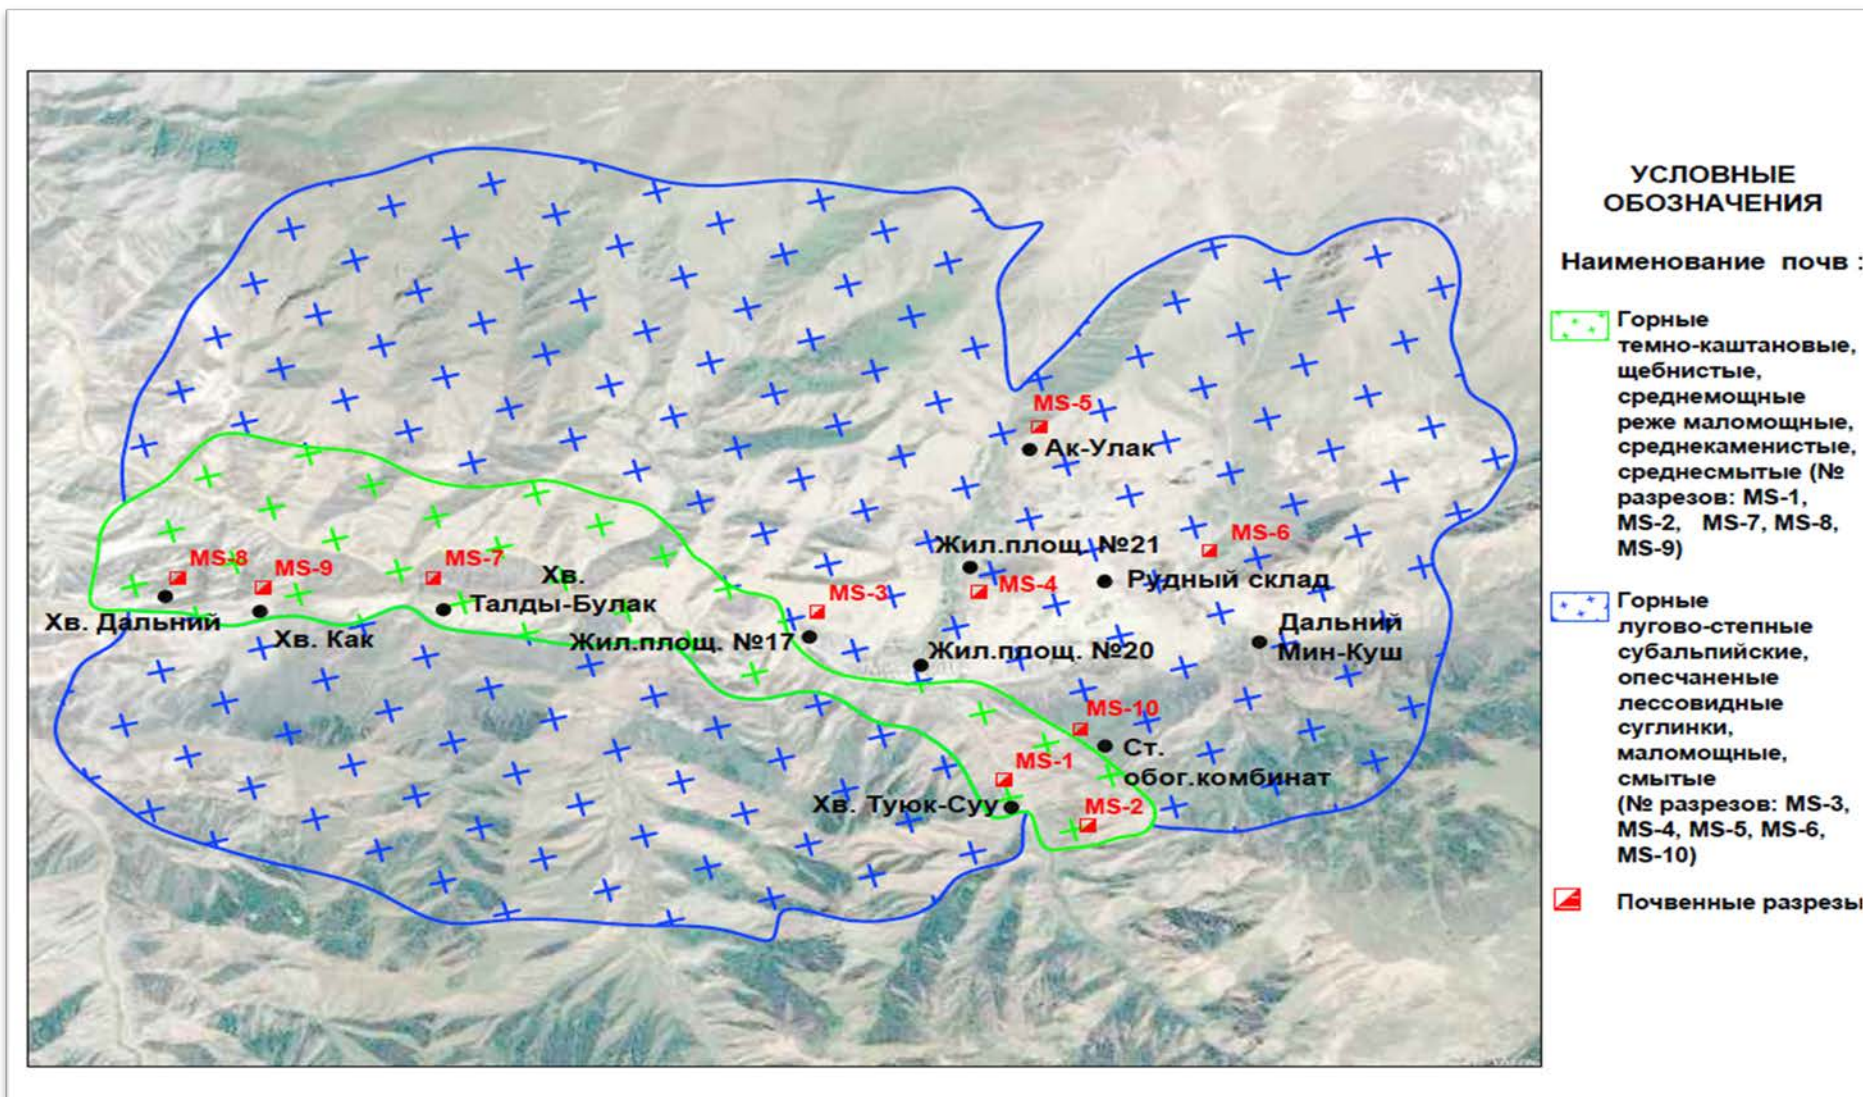 УСЛОВНЫЕ
ОБОЗНАЧЕНИЯ
Наименование почв :
Горные
темно-каштановые,
щебнистые,
среднемощные
реже маломощные,
среднекаменистые,
среднесмытые (№
разрезов: MS-1,
MS-2, MS-7, MS-8,
MS-9)
Горные
лугово-степные
субальпийские,
опесчаненые
лессовидные
суглинки,
маломощные,
смытые
(№ разрезов: MS-3,
MS-4, MS-5, MS-6,
MS-10)
Почвенные разрезы
MS-5
Ак-Улак
MS-6
Жил.площ. №21
MS-8
MS-9
MS-7
Хв.
Талды-Булак
MS-3
MS-4
Рудный склад
Хв. Дальний
Хв. Как
Жил.площ. №17
Жил.площ. №20
Дальний
Мин-Куш
MS-10
Ст.
обог.комбинат
MS-1
Хв. Туюк-Суу
MS-2